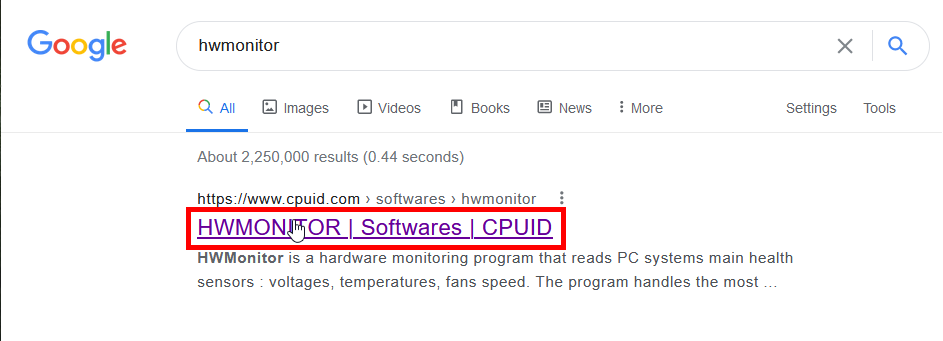 Google
hwmonitor
All Images Videos Books News More Settings Tools
About 2,250,000 results (0.44 seconds)
https://www.cpuid.com › softwares › hwmonitor
HWMONITOR | Softwares | CPUID
HWMonitor is a hardware monitoring program that reads PC systems main health
sensors : voltages, temperatures, fans speed. The program handles the most ...